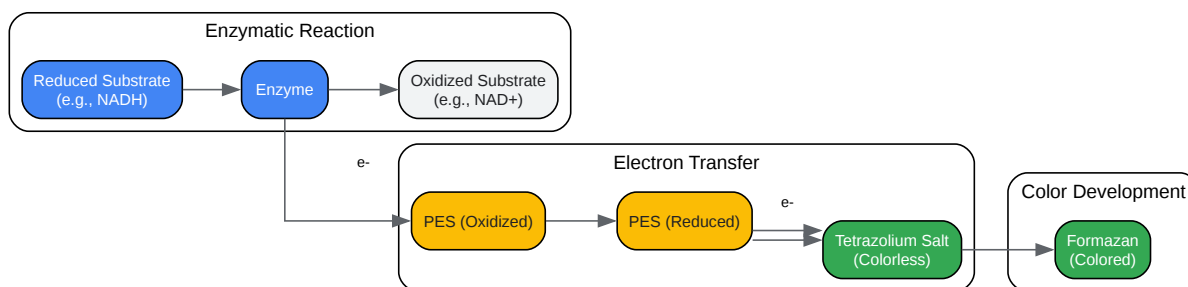 Enzymatic Reaction
Reduced Substrate
(e.g., NADH)
Enzyme
Oxidized Substrate
(e.g., NAD+)
e-
Electron Transfer
PES (Oxidized)
PES (Reduced)
e-
Tetrazolium Salt
(Colorless)
Color Development
Formazan
(Colored)